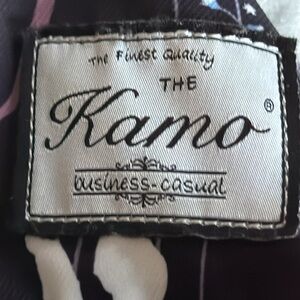 The Finest Quality
THE
Kamo®
business-casual